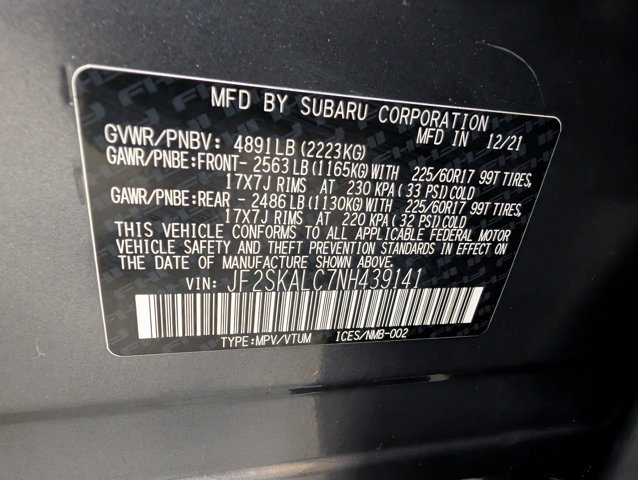 MFD BY SUBARU CORPORATION
GVWR/PNBV: 4891LB(2223KG) MFD IN 12/21
GAWR/PNBE:FRONT- 2563LB(1165KG)WITH 225/60R17 99T TIRES,
17X7J RIMS AT 230 KPA(33 PSI)COLD
GAWR/PNBE:REAR - 2486LB(1130KG)WITH 225/60R17 99T TIRES,
17X7J RIMS AT 220 KPA(32 PSI)COLD
THIS VEHICLE CONFORMS TO ALL APPLICABLE FEDERAL MOTOR
VEHICLE SAFETY AND THEFT PREVENTION STANDARDS IN EFFECT ON
THE DATE OF MANUFACTURE SHOWN ABOVE.
VIN: JF2SKALC7NH439141
TYPE:MPV/VTUM ICES/NMB-002